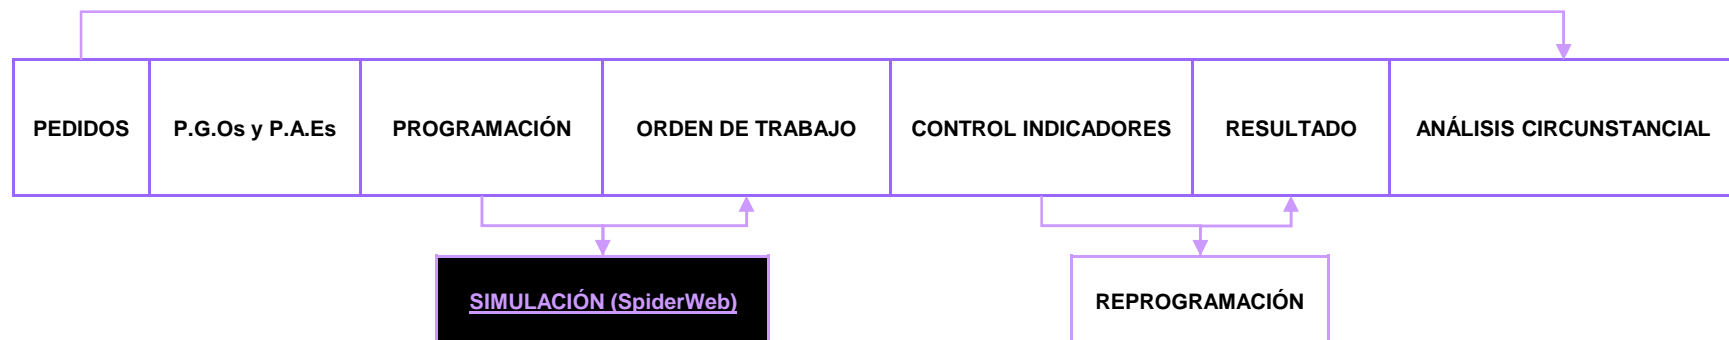 PEDIDOS
P.G.Os y P.A.Es
PROGRAMACIÓN
ORDEN DE TRABAJO
CONTROL INDICADORES
RESULTADO
ANÁLISIS CIRCUNSTANCIAL
SIMULACIÓN (SpiderWeb)
REPROGRAMACIÓN